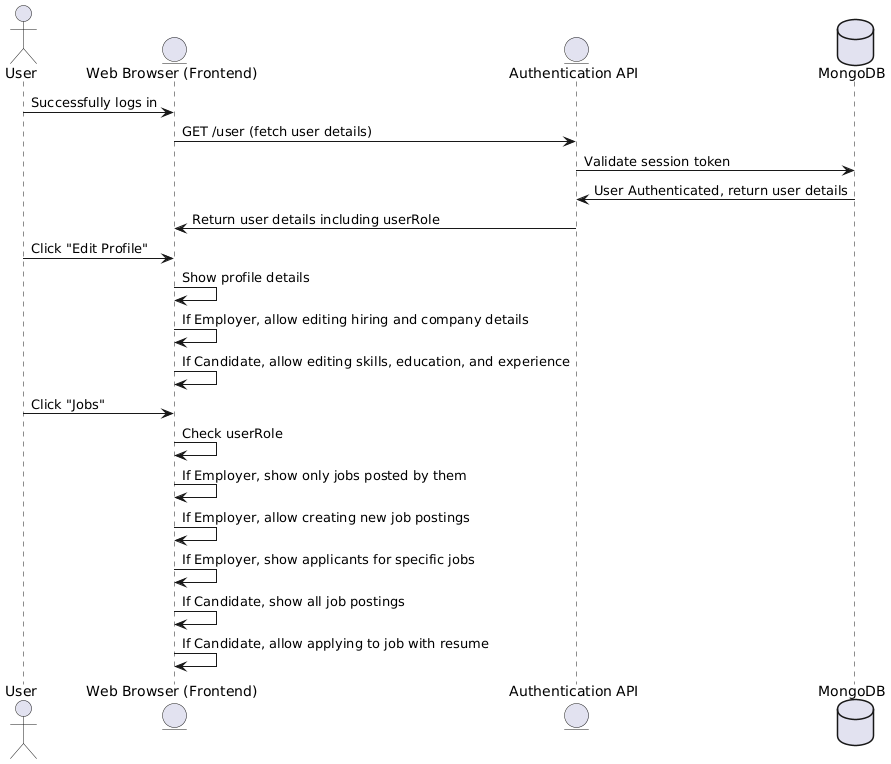 User
Web Browser (Frontend)
Authentication API
MongoDB
Successfully logs in
GET /user (fetch user details)
Validate session token
User Authenticated, return user details
Return user details including userRole
Click "Edit Profile"
Show profile details
If Employer, allow editing hiring and company details
If Candidate, allow editing skills, education, and experience
Click "Jobs"
Check userRole
If Employer, show only jobs posted by them
If Employer, allow creating new job postings
If Employer, show applicants for specific jobs
If Candidate, show all job postings
If Candidate, allow applying to job with resume
User
Web Browser (Frontend)
Authentication API
MongoDB